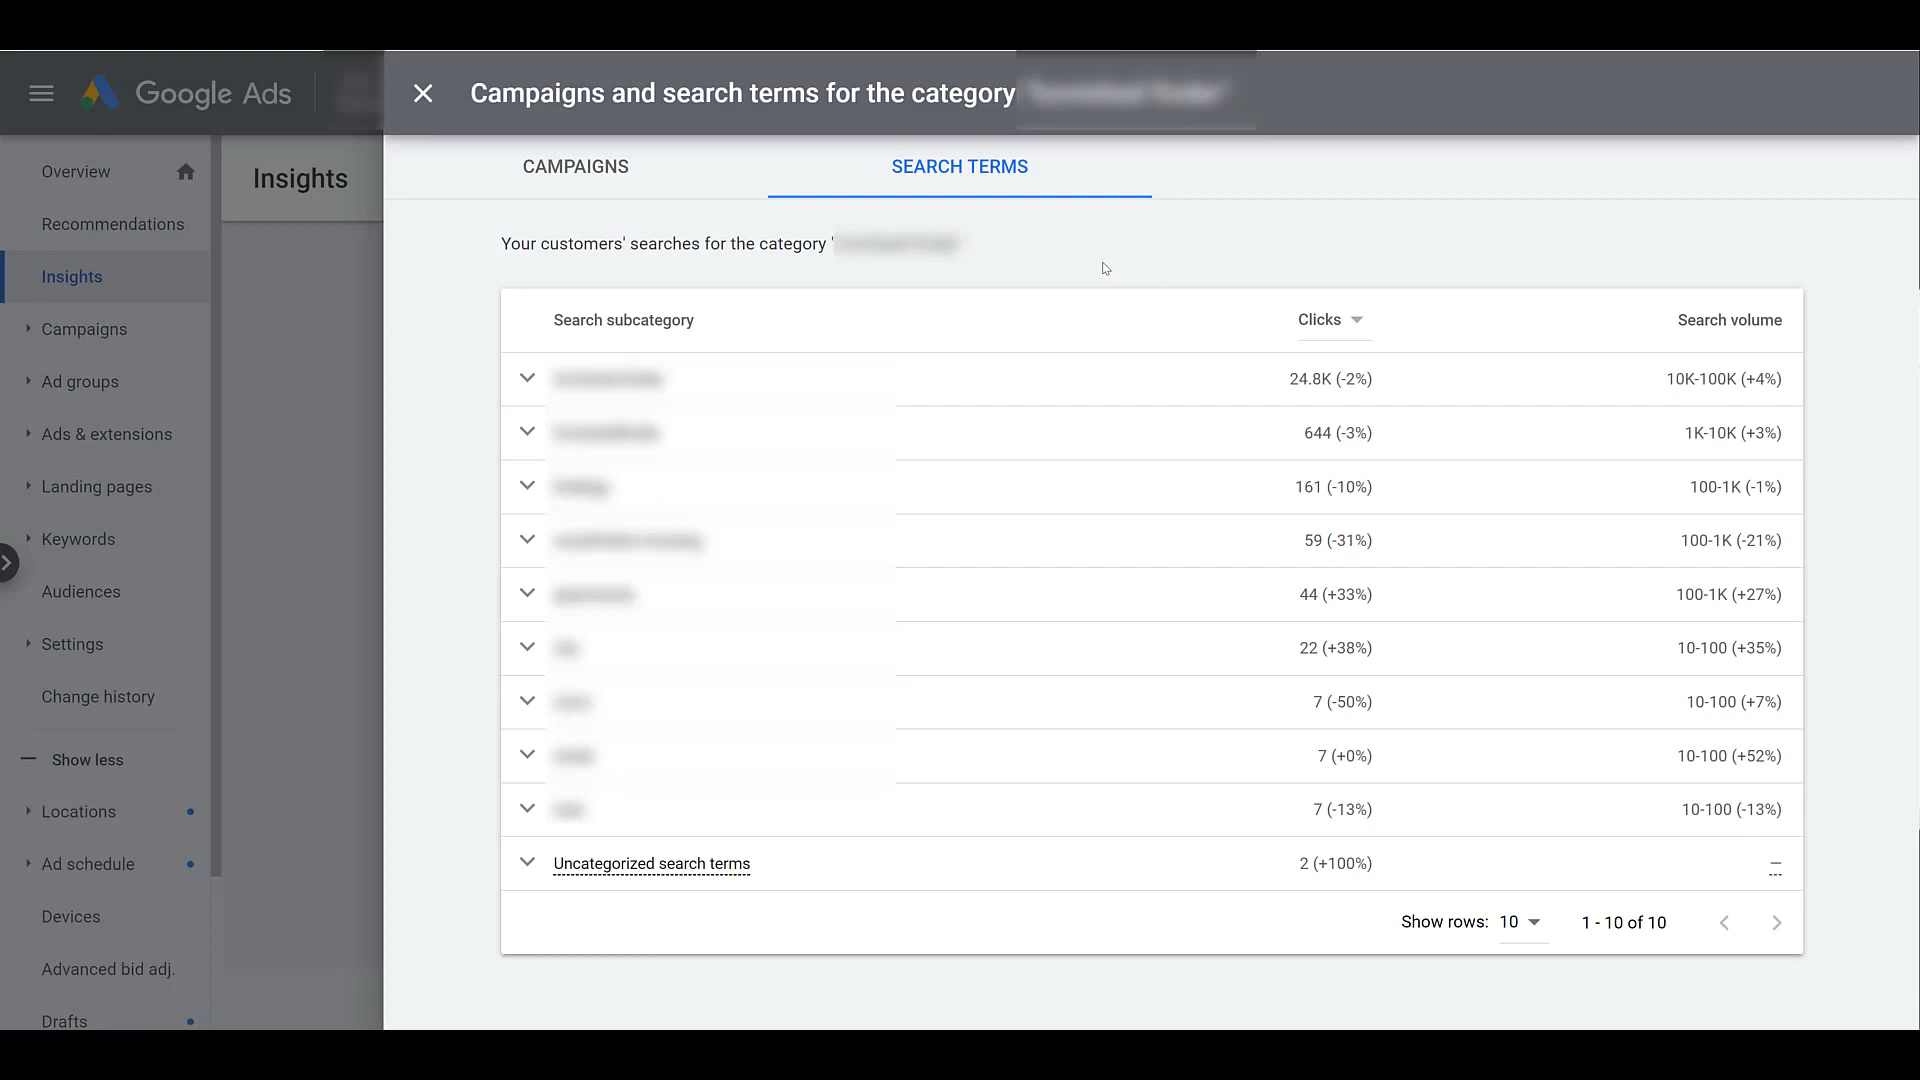 Google Ads
Campaigns and search terms for the category
Overview
Recommendations
Insights
Campaigns
Ad groups
Ads & extensions
Landing pages
Keywords
Audiences
Settings
Change history
Show less
Locations
Ad schedule
Devices
Advanced bid adj.
Drafts
Insights
CAMPAIGNS SEARCH TERMS
Your customers' searches for the category '
Search subcategory Clicks Search volume
24.8K (-2%) 10K-100K (+4%)
644 (-3%) 1K-10K (+3%)
161 (-10%) 100-1K (-1%)
59 (-31%) 100-1K (-21%)
44 (+33%) 100-1K (+27%)
22 (+38%) 10-100 (+35%)
7 (-50%) 10-100 (+7%)
7 (+0%) 10-100 (+52%)
7 (-13%) 10-100 (-13%)
Uncategorized search terms 2 (+100%) —
Show rows: 10 1 - 10 of 10